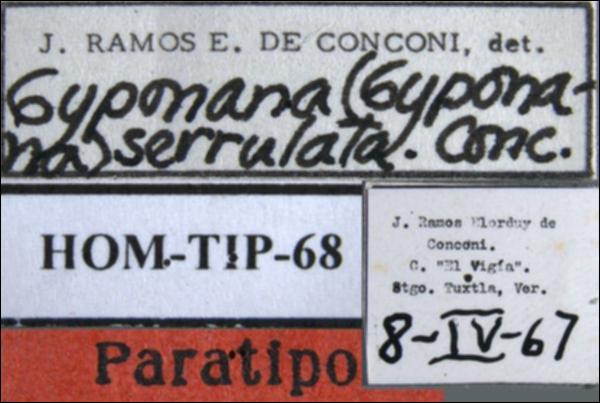 J. RAMOS E. DE CONCONI, det.
Gyponana (Gypona-
na) serrulata. Conc.
HOM.-TIP-68
J. Ramos Elorduy de
Conconi.
C. "El Vigía".
Stgo. Tuxtla, Ver.
8-IV-67
Paratipo